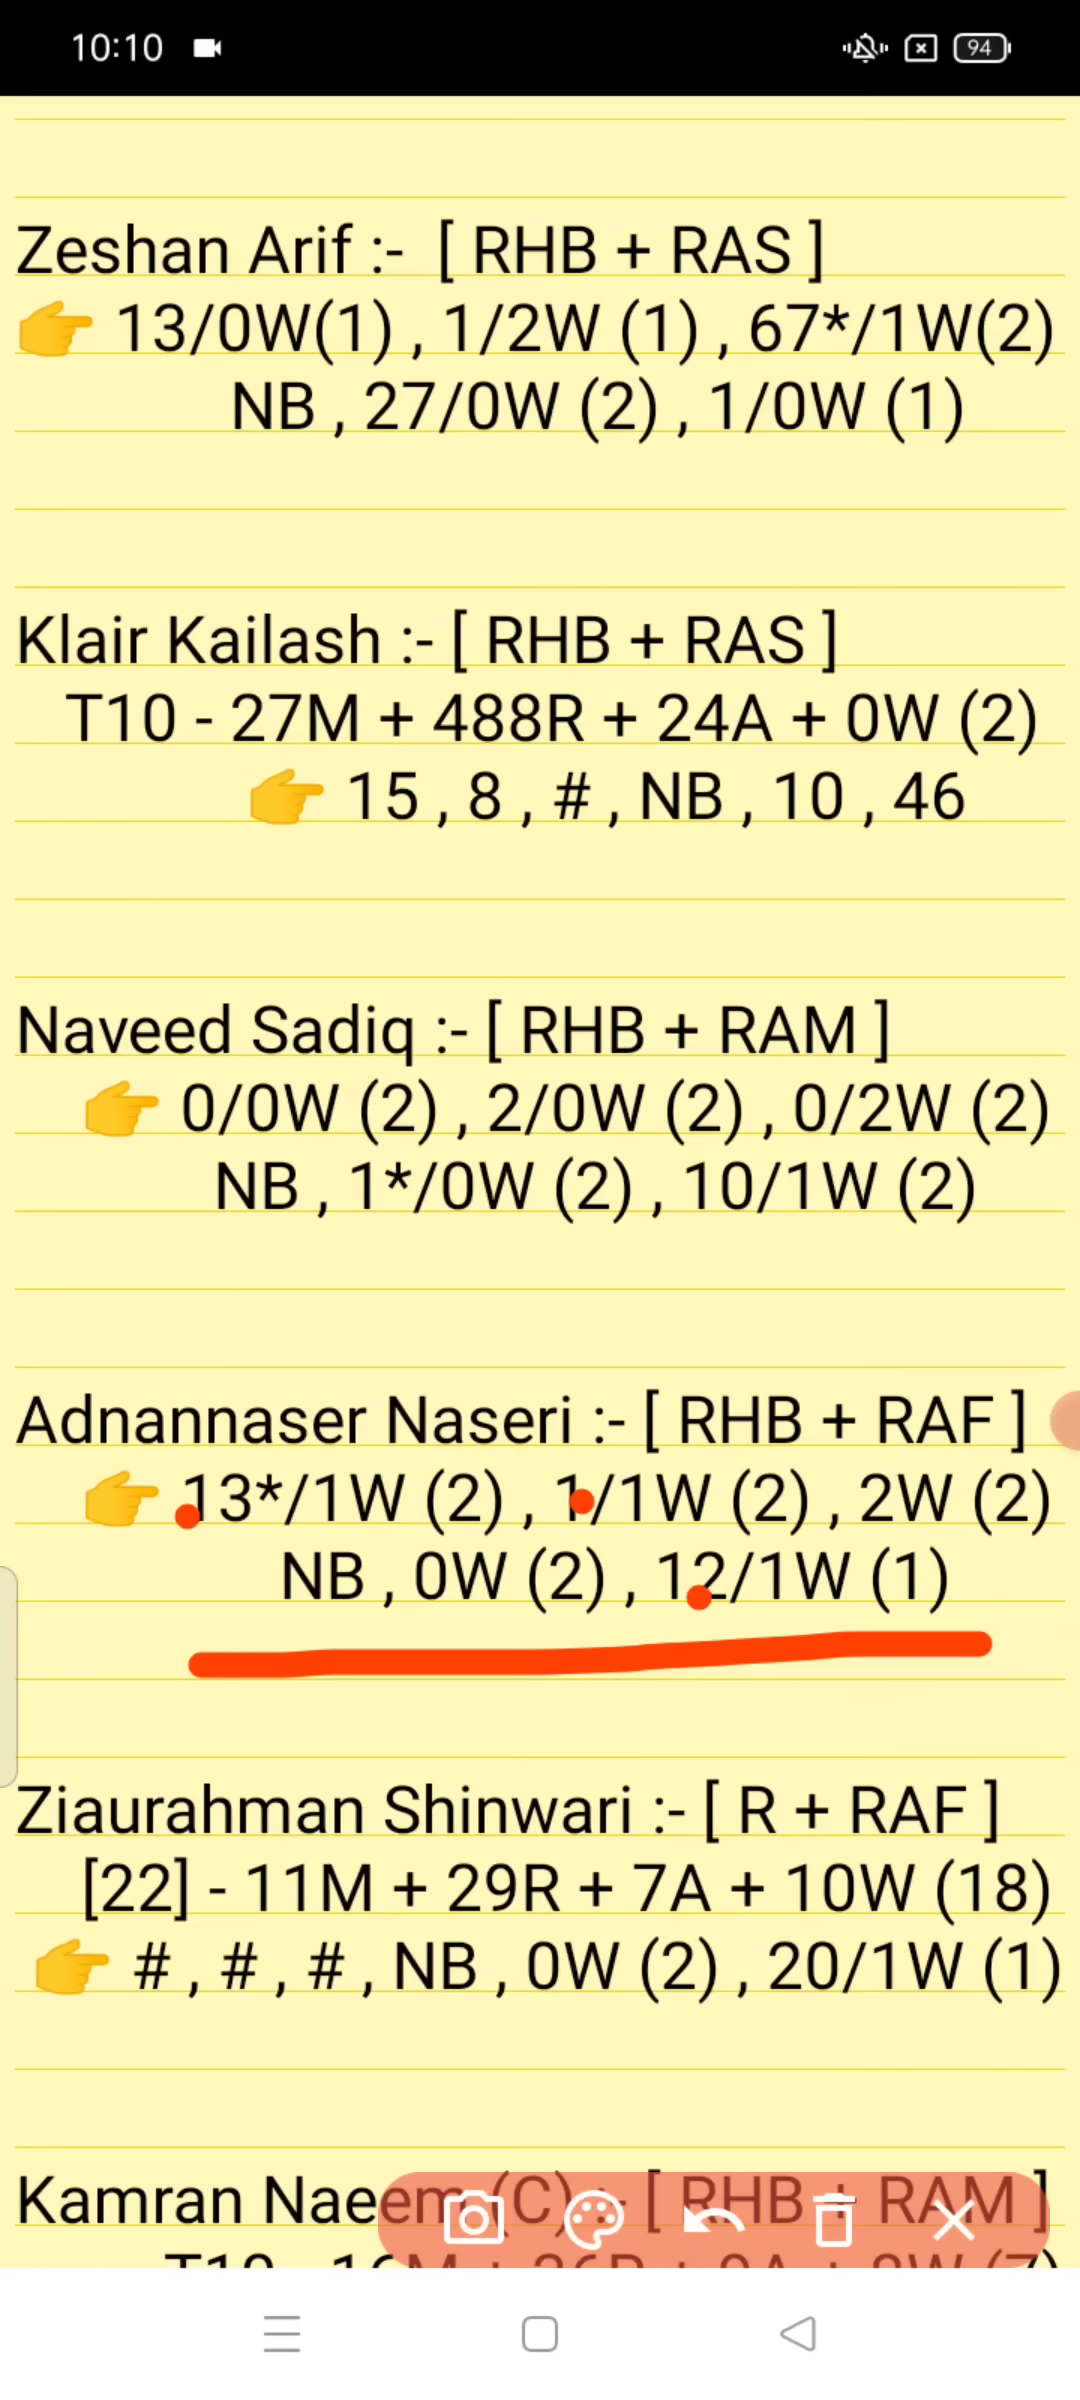 10:10
94
Zeshan Arif :- [ RHB + RAS ]
👉 13/0W(1) , 1/2W (1) , 67*/1W(2)
NB , 27/0W (2) , 1/0W (1)
Klair Kailash :- [ RHB + RAS ]
T10 - 27M + 488R + 24A + 0W (2)
👉 15 , 8 , # , NB , 10 , 46
Naveed Sadiq :- [ RHB + RAM ]
👉 0/0W (2) , 2/0W (2) , 0/2W (2)
NB , 1*/0W (2) , 10/1W (2)
Adnannaser Naseri :- [ RHB + RAF ]
👉 13*/1W (2) , 1/1W (2) , 2W (2)
NB , 0W (2) , 12/1W (1)
Ziaurahman Shinwari :- [ R + RAF ]
[22] - 11M + 29R + 7A + 10W (18)
👉 # , # , # , NB , 0W (2) , 20/1W (1)
Kamran Naeem (C) :- [ RHB + RAM ]